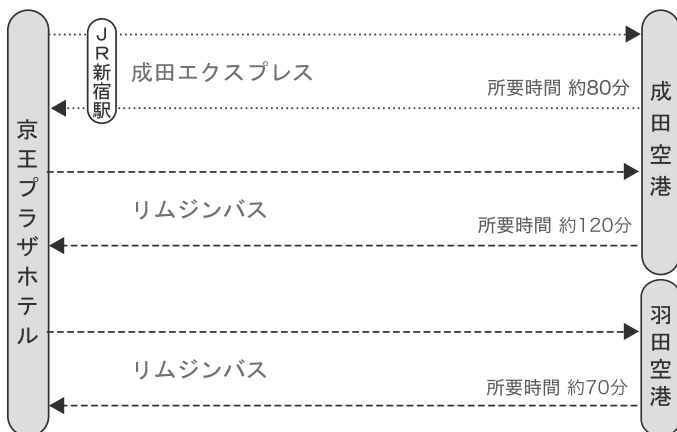 京王プラザホテル
JR新宿駅
成田エクスプレス
所要時間 約80分
リムジンバス
所要時間 約120分
成田空港
リムジンバス
所要時間 約70分
羽田空港